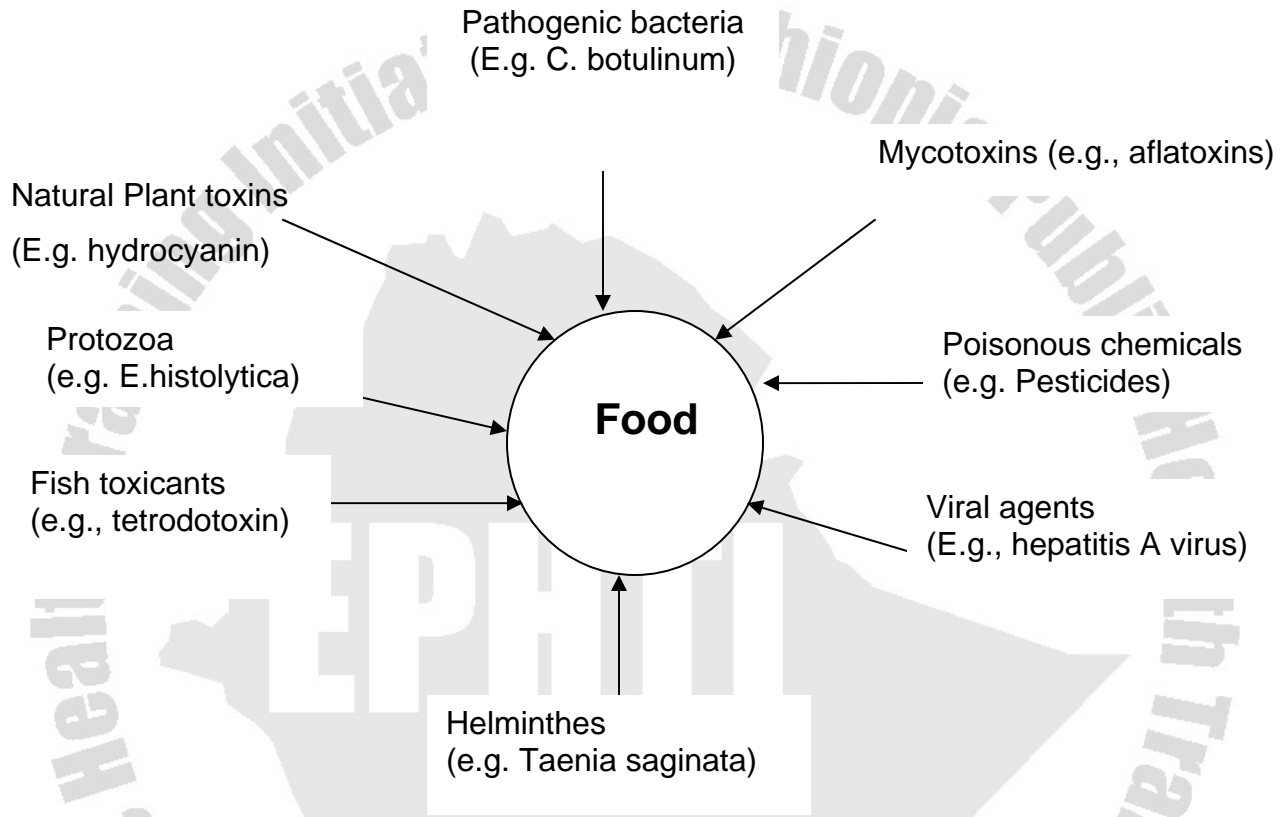 Pathogenic bacteria
(E.g. C. botulinum)
Mycotoxins (e.g., aflatoxins)
Natural Plant toxins
(E.g. hydrocyanin)
Protozoa
(e.g. E.histolytica)
Poisonous chemicals
(e.g. Pesticides)
Food
Fish toxicants
(e.g., tetrodotoxin)
Viral agents
(E.g., hepatitis A virus)
EPHTI
Helminthes
(e.g. Taenia saginata)